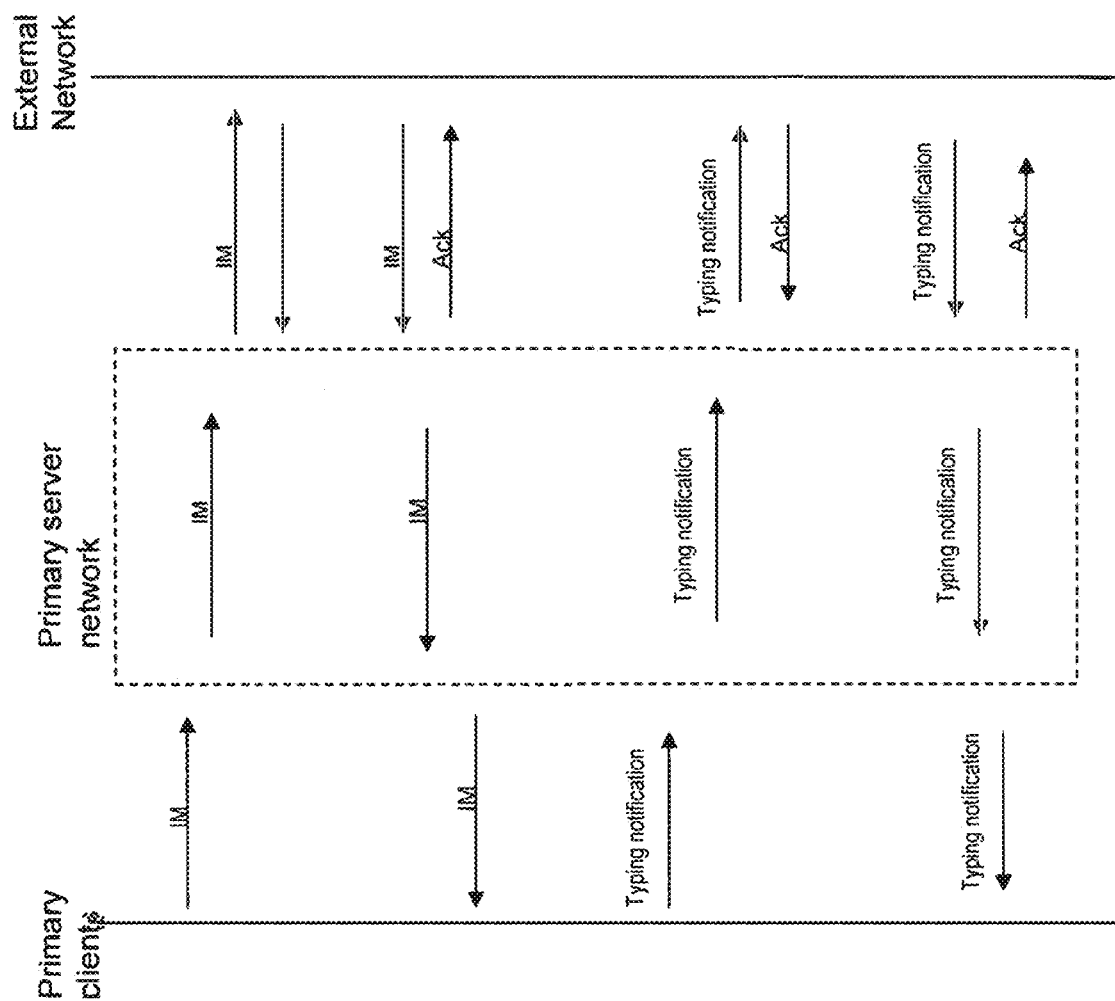 Primary
clients
Primary server
network
External
Network
IM
IM
IM
IM
IM
Ack
IM
Typing notification
Typing notification
Typing notification
Ack
Typing notification
Typing notification
Typing notification
Ack